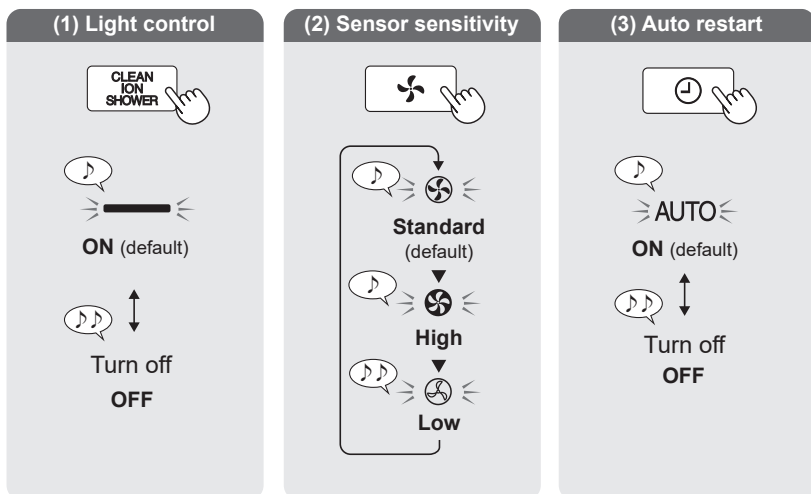 (1) Light control
CLEAN
ION
SHOWER
ON (default)
Turn off
OFF
(2) Sensor sensitivity
Standard
(default)
High
Low
(3) Auto restart
AUTO
ON (default)
Turn off
OFF